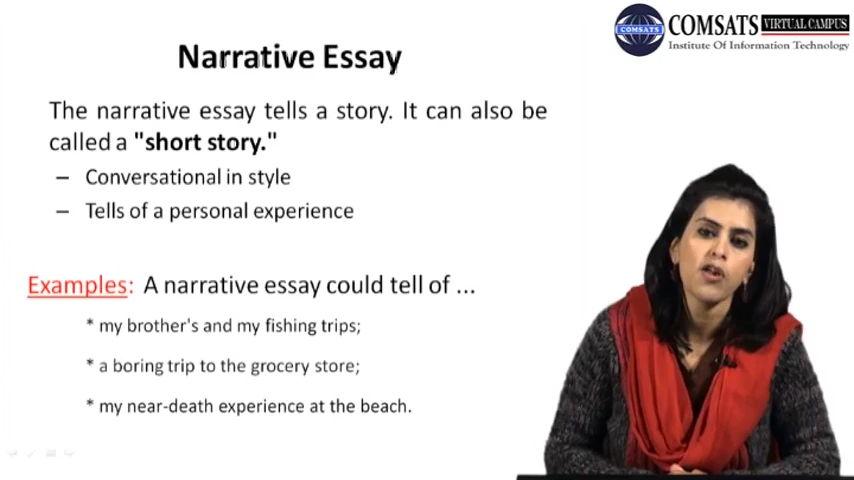 COMSATS VIRTUAL CAMPUS
COMSATS
Institute Of Information Technology
Narrative Essay
The narrative essay tells a story. It can also be
called a "short story."
– Conversational in style
– Tells of a personal experience
Examples: A narrative essay could tell of ...
* my brother's and my fishing trips;
* a boring trip to the grocery store;
* my near-death experience at the beach.